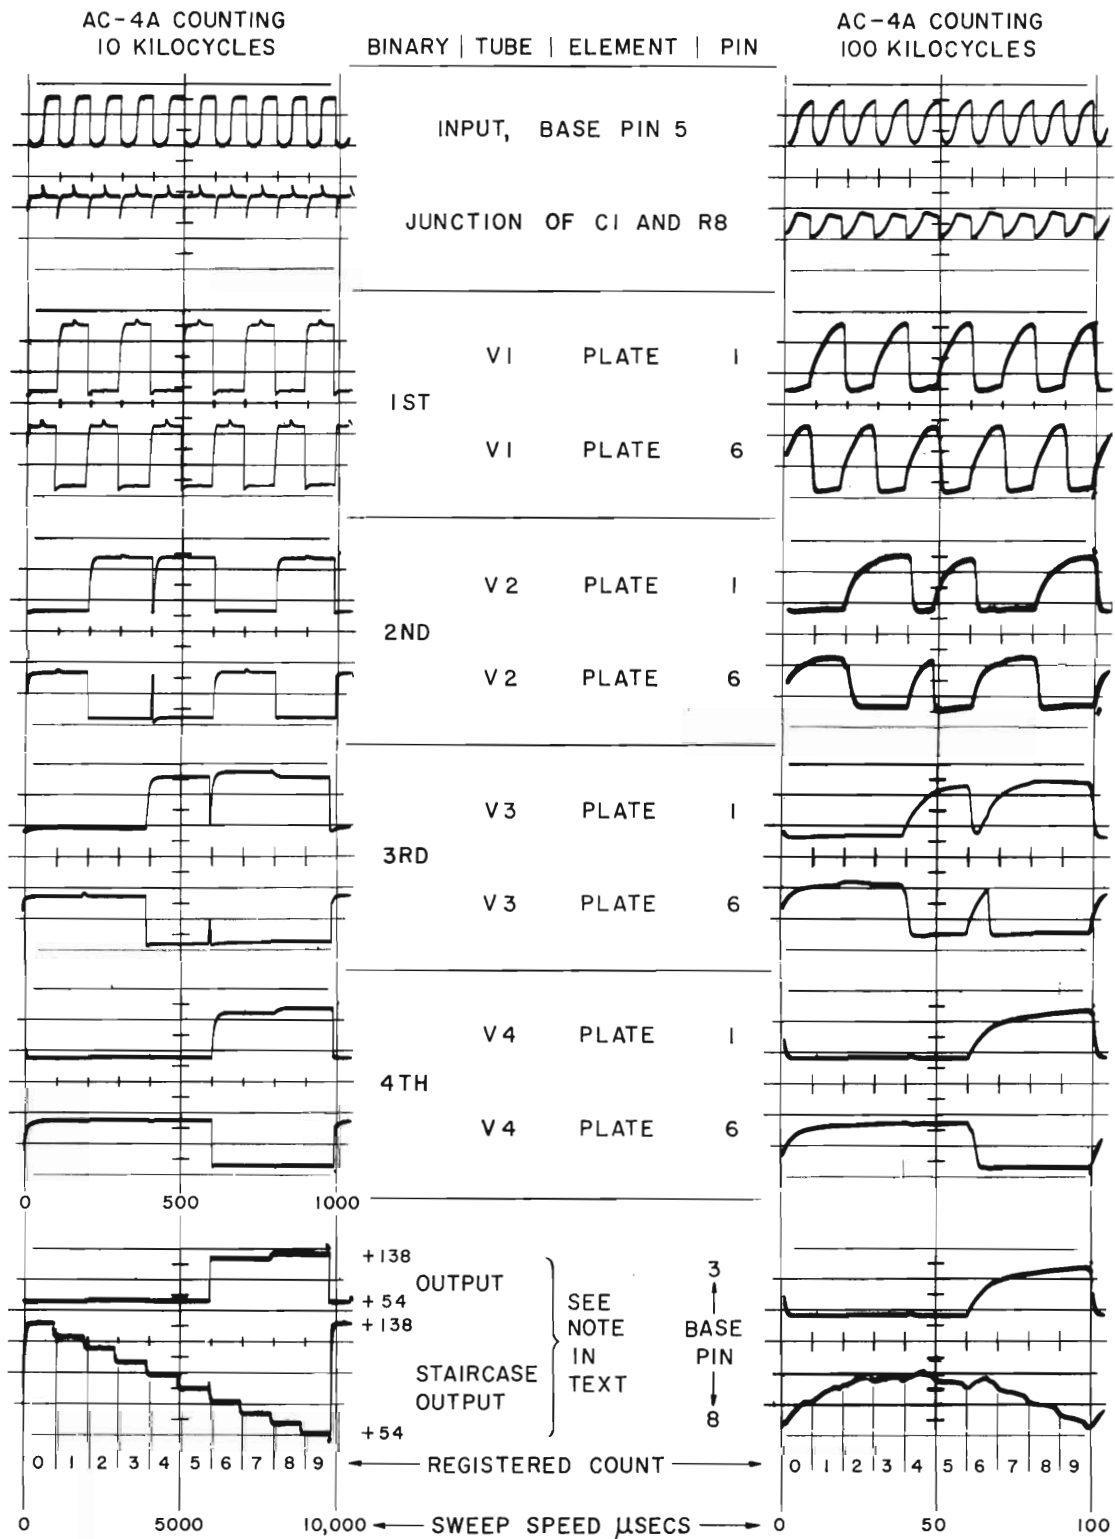 AC-4A COUNTING
10 KILOCYCLES
BINARY | TUBE | ELEMENT | PIN
AC-4A COUNTING
100 KILOCYCLES
INPUT, BASE PIN 5
JUNCTION OF C1 AND R8
V1 PLATE 1
1ST
V1 PLATE 6
V2 PLATE 1
2ND
V2 PLATE 6
V3 PLATE 1
3RD
V3 PLATE 6
V4 PLATE 1
4TH
V4 PLATE 6
0 500 1000
+138
OUTPUT
+54
+138
STAIRCASE
OUTPUT
+54
SEE
NOTE
IN
TEXT
3
BASE
PIN
8
0 1 2 3 4 5 6 7 8 9
REGISTERED COUNT
0 1 2 3 4 5 6 7 8 9
0 5000 10,000
SWEEP SPEED µSECS
0 50 100